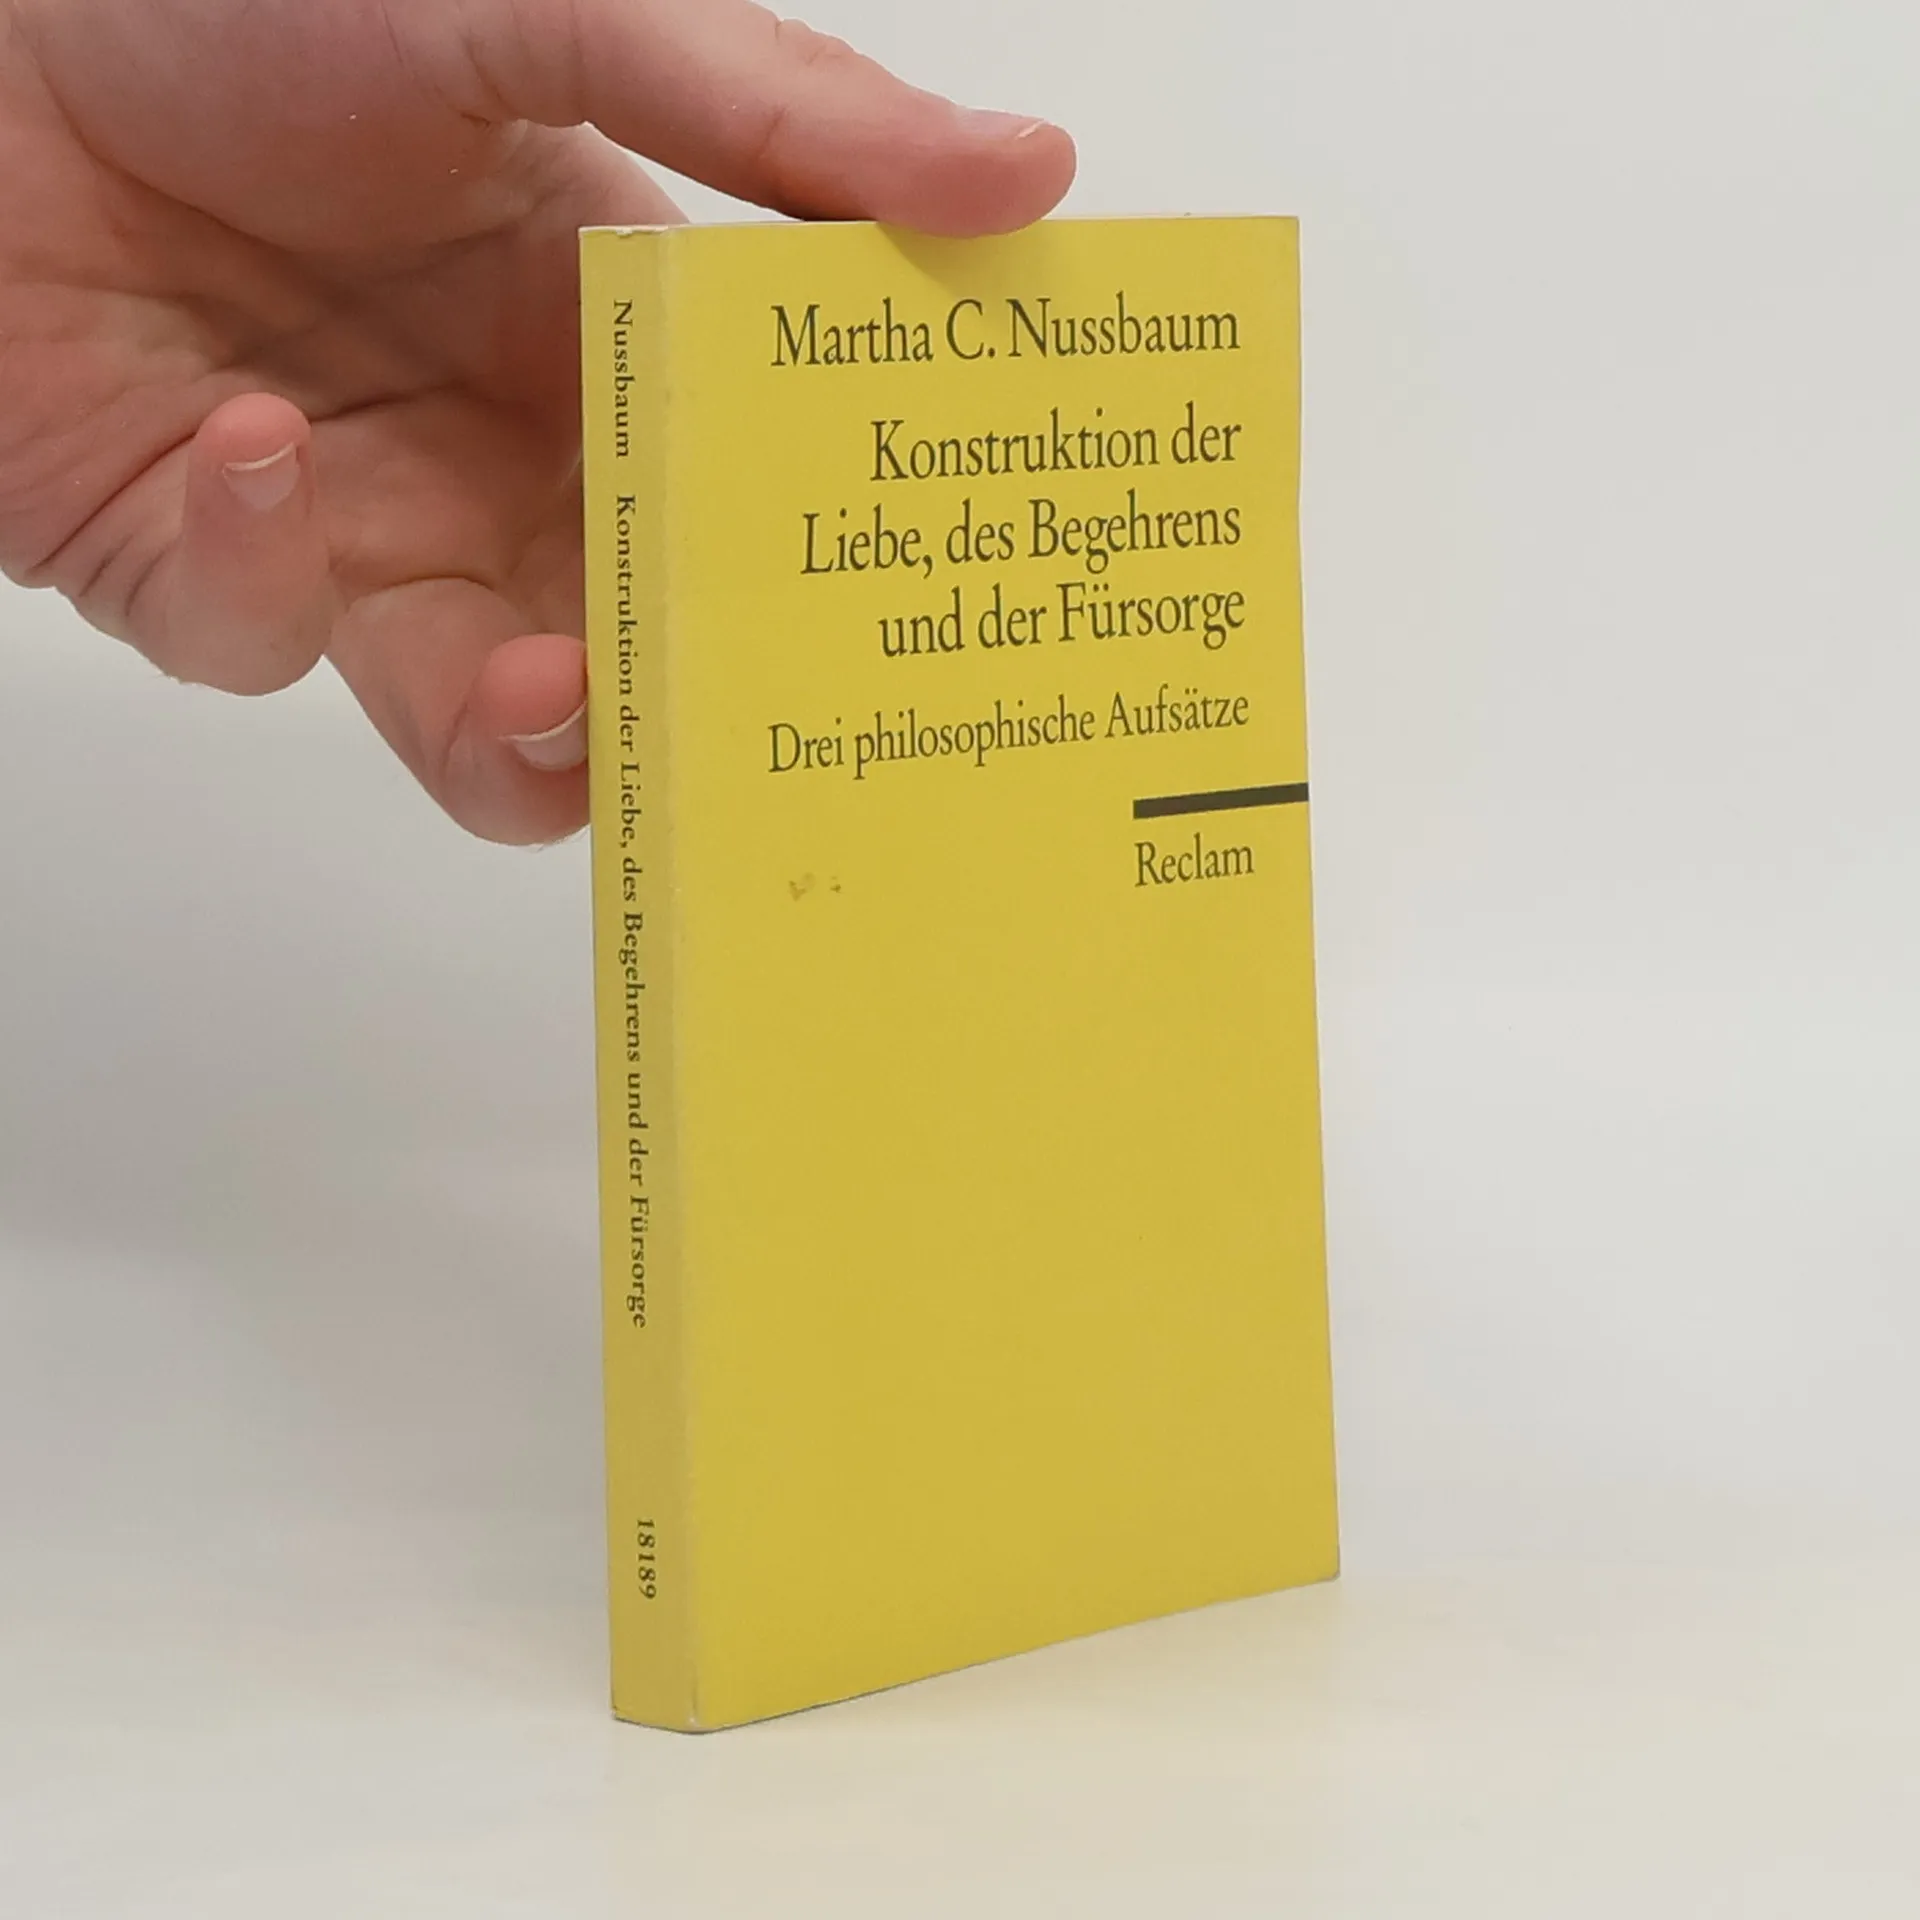 Martha C. Nussbaum
Konstruktion der
Liebe, des Begehrens
und der Fürsorge
Drei philosophische Aufsätze
Reclam
Nussbaum Konstruktion der Liebe, des Begehrens und der Fürsorge 18189